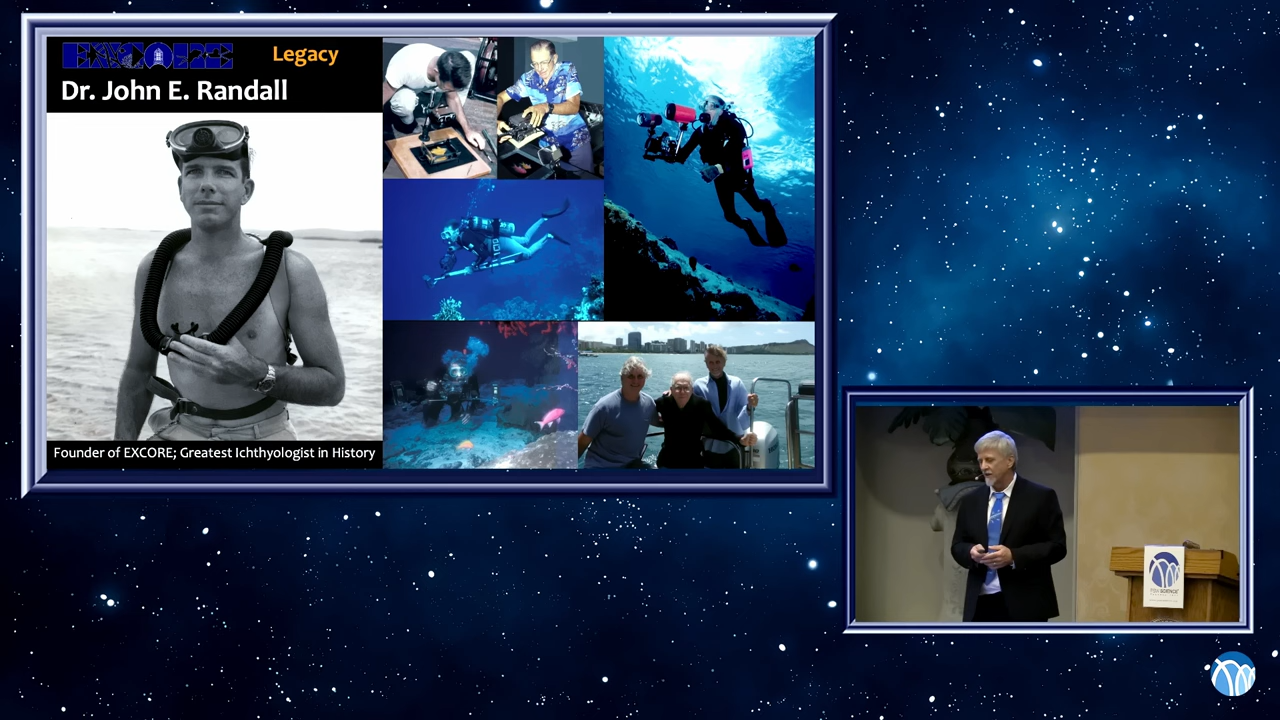 EXCORE
Legacy
Dr. John E. Randall
Founder of EXCORE; Greatest Ichthyologist in History